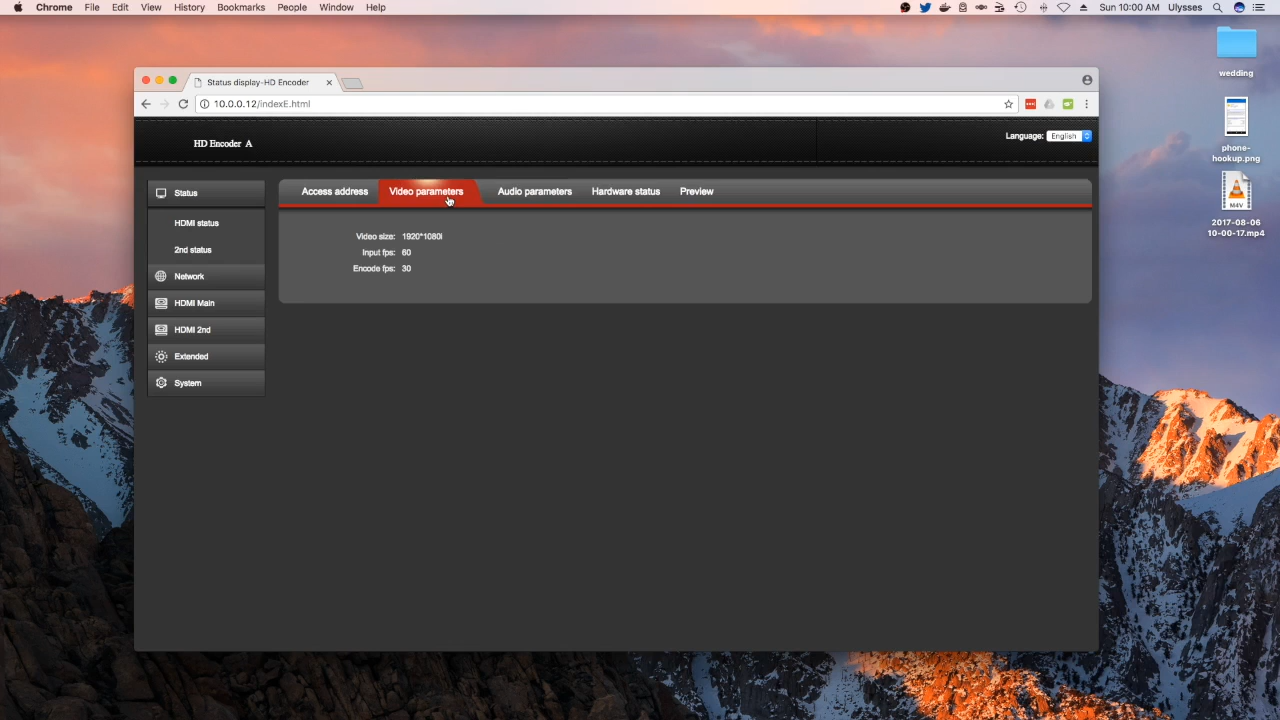 Chrome File Edit View History Bookmarks People Window Help Sun 10:00 AM Ulysses
wedding
Status display-HD Encoder
10.0.0.12/indexE.html
HD Encoder A
Language: English
phone-
hookup.png
Status
Access address Video parameters Audio parameters Hardware status Preview
M4V
2017-08-06
10-00-17.mp4
HDMI status
2nd status
Network
HDMI Main
HDMI 2nd
Extended
System
Video size: 1920*1080i
Input fps: 60
Encode fps: 30